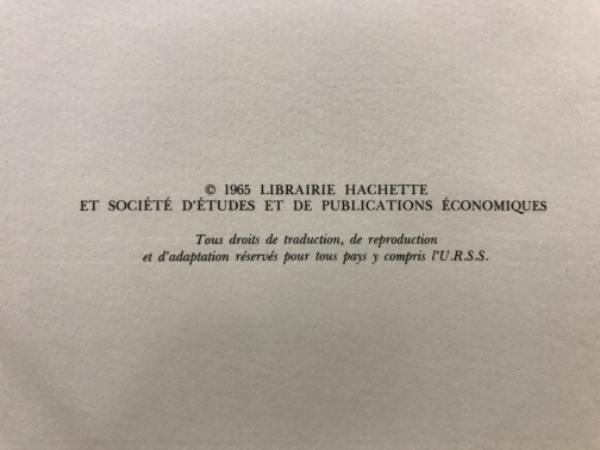 © 1965 LIBRAIRIE HACHETTE
ET SOCIÉTÉ D'ÉTUDES ET DE PUBLICATIONS ÉCONOMIQUES
Tous droits de traduction, de reproduction
et d'adaptation réservés pour tous pays y compris l'U.R.S.S.